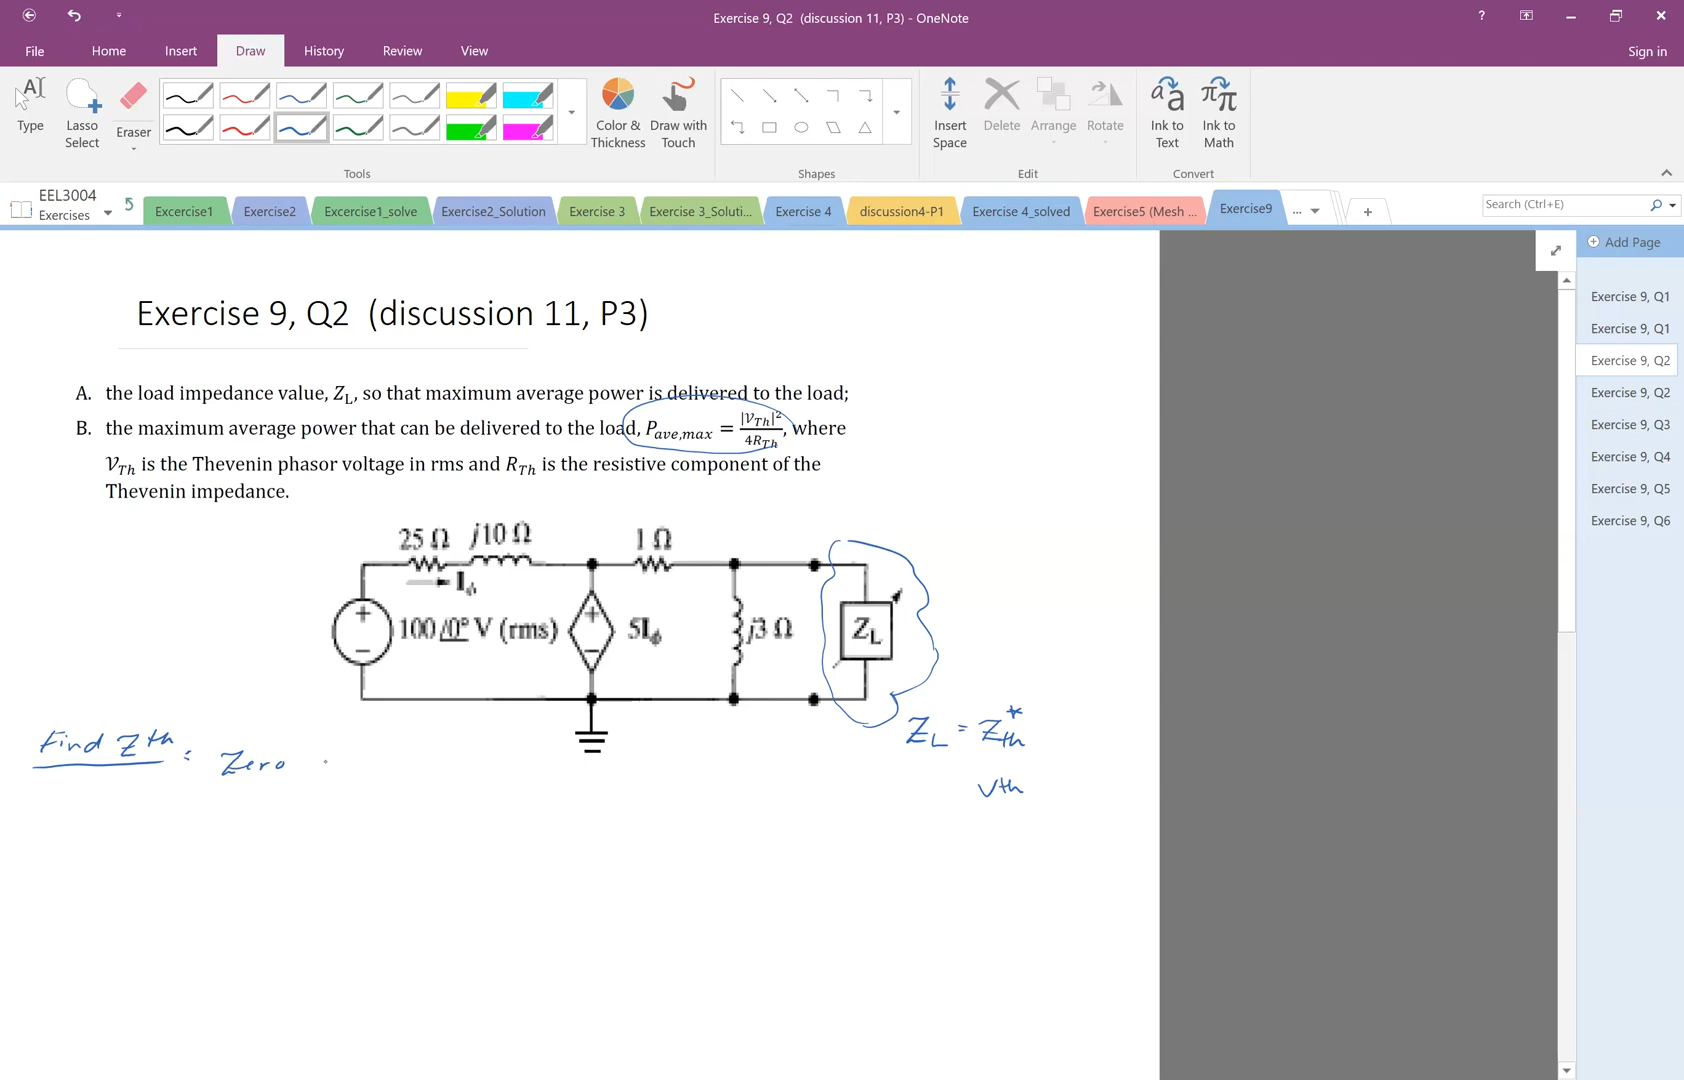 Exercise 9, Q2  (discussion 11, P3) - OneNote
?
File Home Insert Draw History Review View Sign in
Type
Lasso Select
Eraser
Color & Thickness
Draw with Touch
Insert Space
Delete
Arrange
Rotate
Ink to Text
Ink to Math
Tools Shapes Edit Convert
EEL3004
Exercises
Excercise1 Exercise2 Excercise1_solve Exercise2_Solution Exercise 3 Exercise 3_Soluti... Exercise 4 discussion4-P1 Exercise 4_solved Exercise5 (Mesh ... Exercise9 ... +
Search (Ctrl+E)
Add Page
Exercise 9, Q1
Exercise 9, Q1
Exercise 9, Q2
Exercise 9, Q2
Exercise 9, Q3
Exercise 9, Q4
Exercise 9, Q5
Exercise 9, Q6
Exercise 9, Q2  (discussion 11, P3)
A. the load impedance value, Z_L, so that maximum average power is delivered to the load;
B. the maximum average power that can be delivered to the load, P_ave,max = |𝒱_Th|²/4R_Th, where
𝒱_Th is the Thevenin phasor voltage in rms and R_Th is the resistive component of the
Thevenin impedance.
25 Ω j10 Ω 1 Ω
I_ϕ
+ 100 /0° V (rms) − + 5I_ϕ − j3 Ω Z_L
Z_L = Z_th*
Find Zth : Zero
Vth